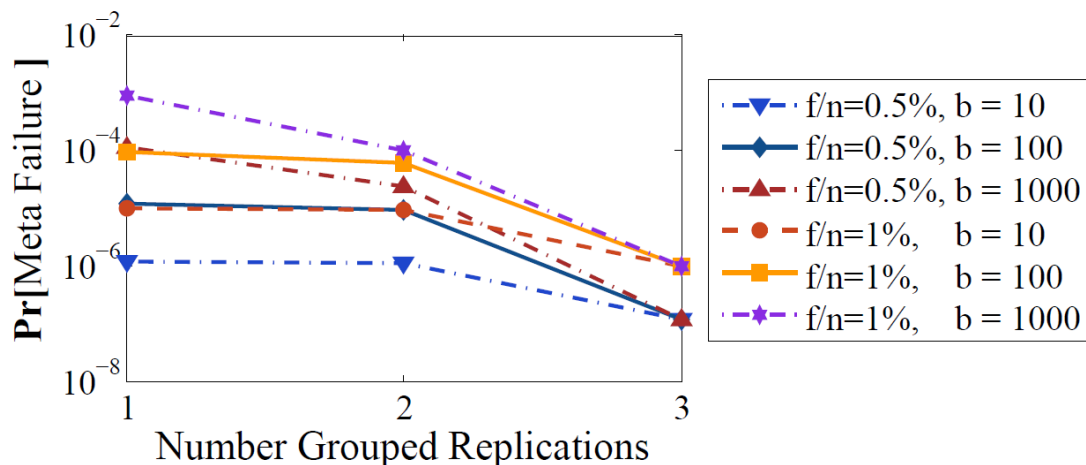 10^−2
10^−4
10^−6
10^−8
Pr[Meta Failure ]
1 2 3
Number Grouped Replications
f/n=0.5%, b = 10
f/n=0.5%, b = 100
f/n=0.5%, b = 1000
f/n=1%, b = 10
f/n=1%, b = 100
f/n=1%, b = 1000